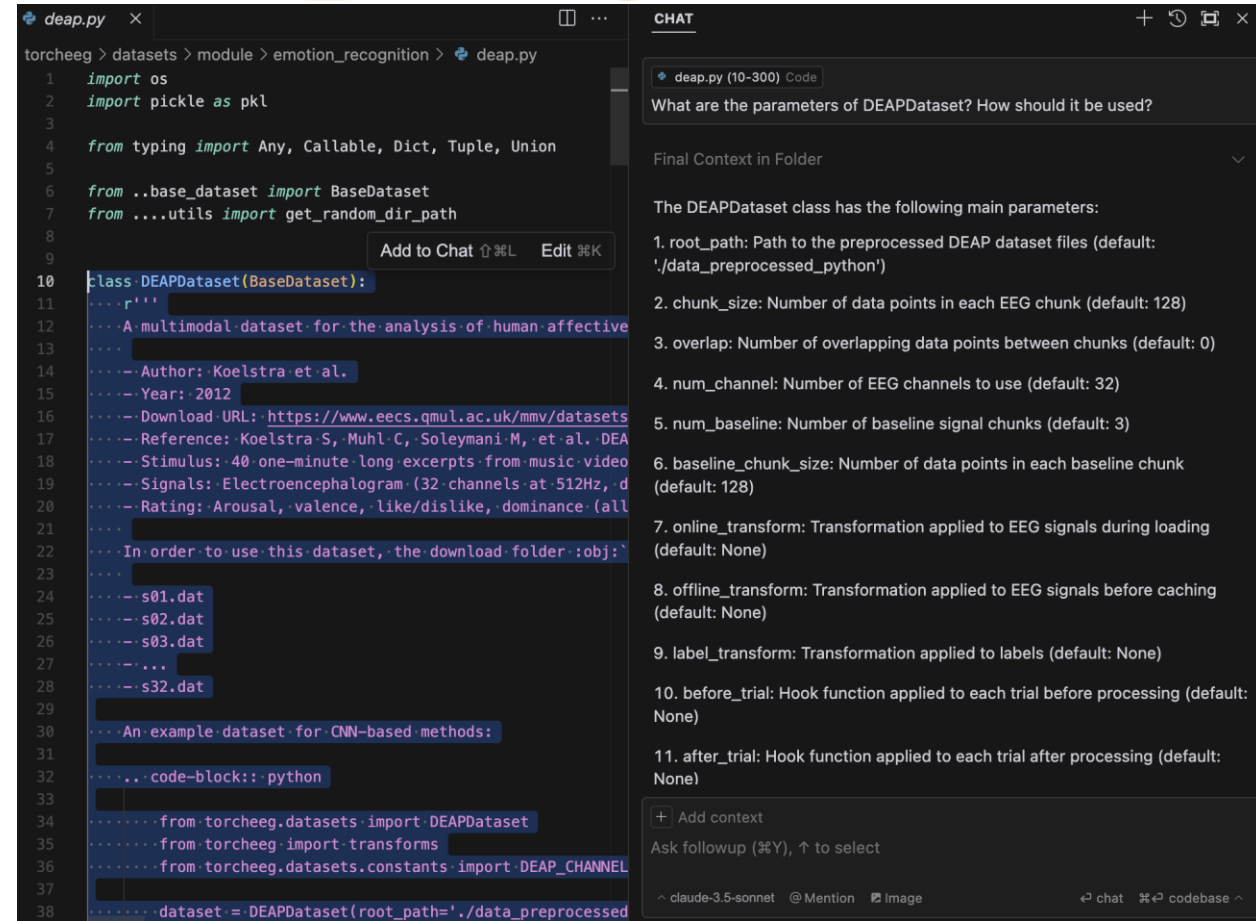 deap.py ×
torcheeg > datasets > module > emotion_recognition > deap.py
1 import os
2 import pickle as pkl
3
4 from typing import Any, Callable, Dict, Tuple, Union
5
6 from ..base_dataset import BaseDataset
7 from ....utils import get_random_dir_path
8
9
Add to Chat ⇧⌘L Edit ⌘K
10 class DEAPDataset(BaseDataset):
11 r'''
12 A multimodal dataset for the analysis of human affective
13
14 - Author: Koelstra et al.
15 - Year: 2012
16 - Download URL: https://www.eecs.qmul.ac.uk/mmv/datasets
17 - Reference: Koelstra S, Muhl C, Soleymani M, et al. DEA
18 - Stimulus: 40 one-minute long excerpts from music video
19 - Signals: Electroencephalogram (32 channels at 512Hz, d
20 - Rating: Arousal, valence, like/dislike, dominance (all
21
22 In order to use this dataset, the download folder :obj:`
23
24 - s01.dat
25 - s02.dat
26 - s03.dat
27 - ...
28 - s32.dat
29
30 An example dataset for CNN-based methods:
31
32 .. code-block:: python
33
34 from torcheeg.datasets import DEAPDataset
35 from torcheeg import transforms
36 from torcheeg.datasets.constants import DEAP_CHANNEL
37
38 dataset = DEAPDataset(root_path='./data_preprocessed
CHAT
deap.py (10-300) Code
What are the parameters of DEAPDataset? How should it be used?
Final Context in Folder
The DEAPDataset class has the following main parameters:
1. root_path: Path to the preprocessed DEAP dataset files (default:
'./data_preprocessed_python')
2. chunk_size: Number of data points in each EEG chunk (default: 128)
3. overlap: Number of overlapping data points between chunks (default: 0)
4. num_channel: Number of EEG channels to use (default: 32)
5. num_baseline: Number of baseline signal chunks (default: 3)
6. baseline_chunk_size: Number of data points in each baseline chunk
(default: 128)
7. online_transform: Transformation applied to EEG signals during loading
(default: None)
8. offline_transform: Transformation applied to EEG signals before caching
(default: None)
9. label_transform: Transformation applied to labels (default: None)
10. before_trial: Hook function applied to each trial before processing (default:
None)
11. after_trial: Hook function applied to each trial after processing (default:
None)
+ Add context
Ask followup (⌘Y), ↑ to select
claude-3.5-sonnet @ Mention Image ⏎ chat ⌘⏎ codebase